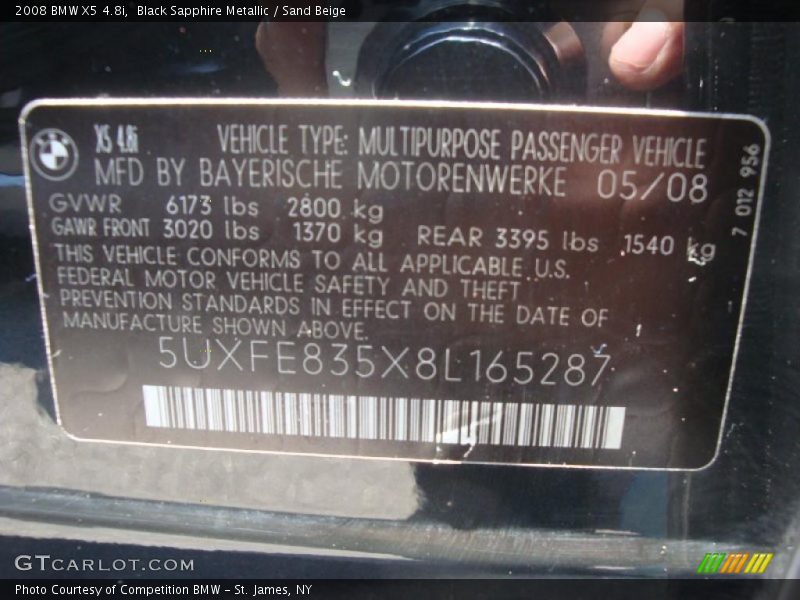 2008 BMW X5 4.8i, Black Sapphire Metallic / Sand Beige
X5 4.8i VEHICLE TYPE: MULTIPURPOSE PASSENGER VEHICLE
MFD BY BAYERISCHE MOTORENWERKE 05/08
GVWR 6173 lbs 2800 kg
GAWR FRONT 3020 lbs 1370 kg REAR 3395 lbs 1540 kg
THIS VEHICLE CONFORMS TO ALL APPLICABLE U.S.
FEDERAL MOTOR VEHICLE SAFETY AND THEFT
PREVENTION STANDARDS IN EFFECT ON THE DATE OF
MANUFACTURE SHOWN ABOVE.
5UXFE835X8L165287
7 012 956
GTCARLOT.COM
Photo Courtesy of Competition BMW - St. James, NY